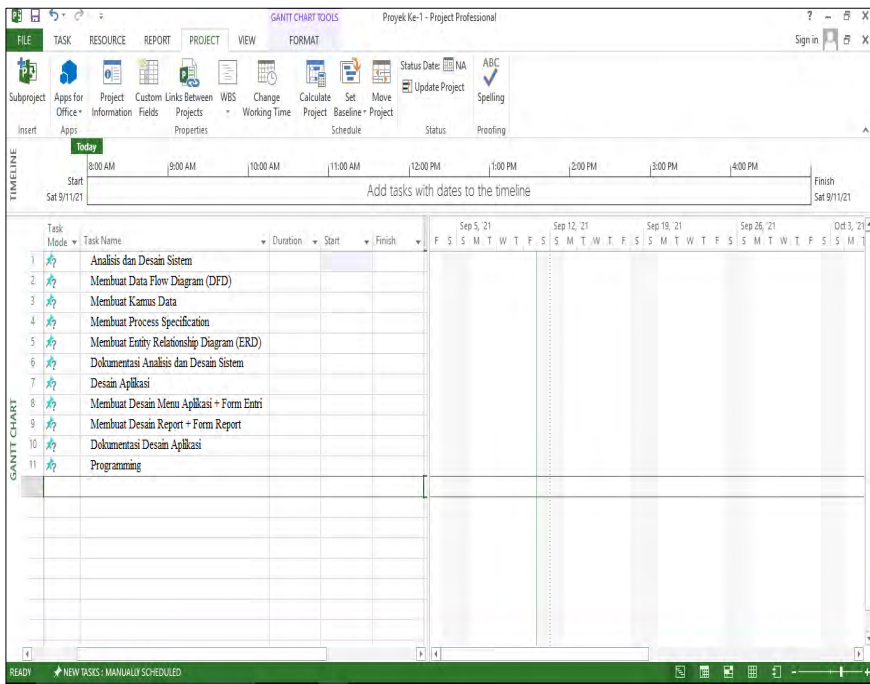 GANTT CHART TOOLS
Proyek Ke-1 - Project Professional
FILE TASK RESOURCE REPORT PROJECT VIEW FORMAT Sign in
Subproject
Apps for Office
Project Information
Custom Fields
Links Between Projects
WBS
Change Working Time
Calculate Project
Set Baseline
Move Project
Status Date: NA
Update Project
ABC
Spelling
Insert Apps Properties Schedule Status Proofing
TIMELINE
Today
8:00 AM 9:00 AM 10:00 AM 11:00 AM 12:00 PM 1:00 PM 2:00 PM 3:00 PM 4:00 PM
Start
Sat 9/11/21
Add tasks with dates to the timeline
Finish
Sat 9/11/21
GANTT CHART
Task Mode Task Name Duration Start Finish
Sep 5, '21 Sep 12, '21 Sep 19, '21 Sep 26, '21 Oct 3, '21
F S S M T W T F S S M T W T F S S M T W T F S S M T W T F S S M T
1 Analisis dan Desain Sistem
2 Membuat Data Flow Diagram (DFD)
3 Membuat Kamus Data
4 Membuat Process Specification
5 Membuat Entity Relationship Diagram (ERD)
6 Dokumentasi Analisis dan Desain Sistem
7 Desain Aplikasi
8 Membuat Desain Menu Aplikasi + Form Entri
9 Membuat Desain Report + Form Report
10 Dokumentasi Desain Aplikasi
11 Programming
READY NEW TASKS : MANUALLY SCHEDULED